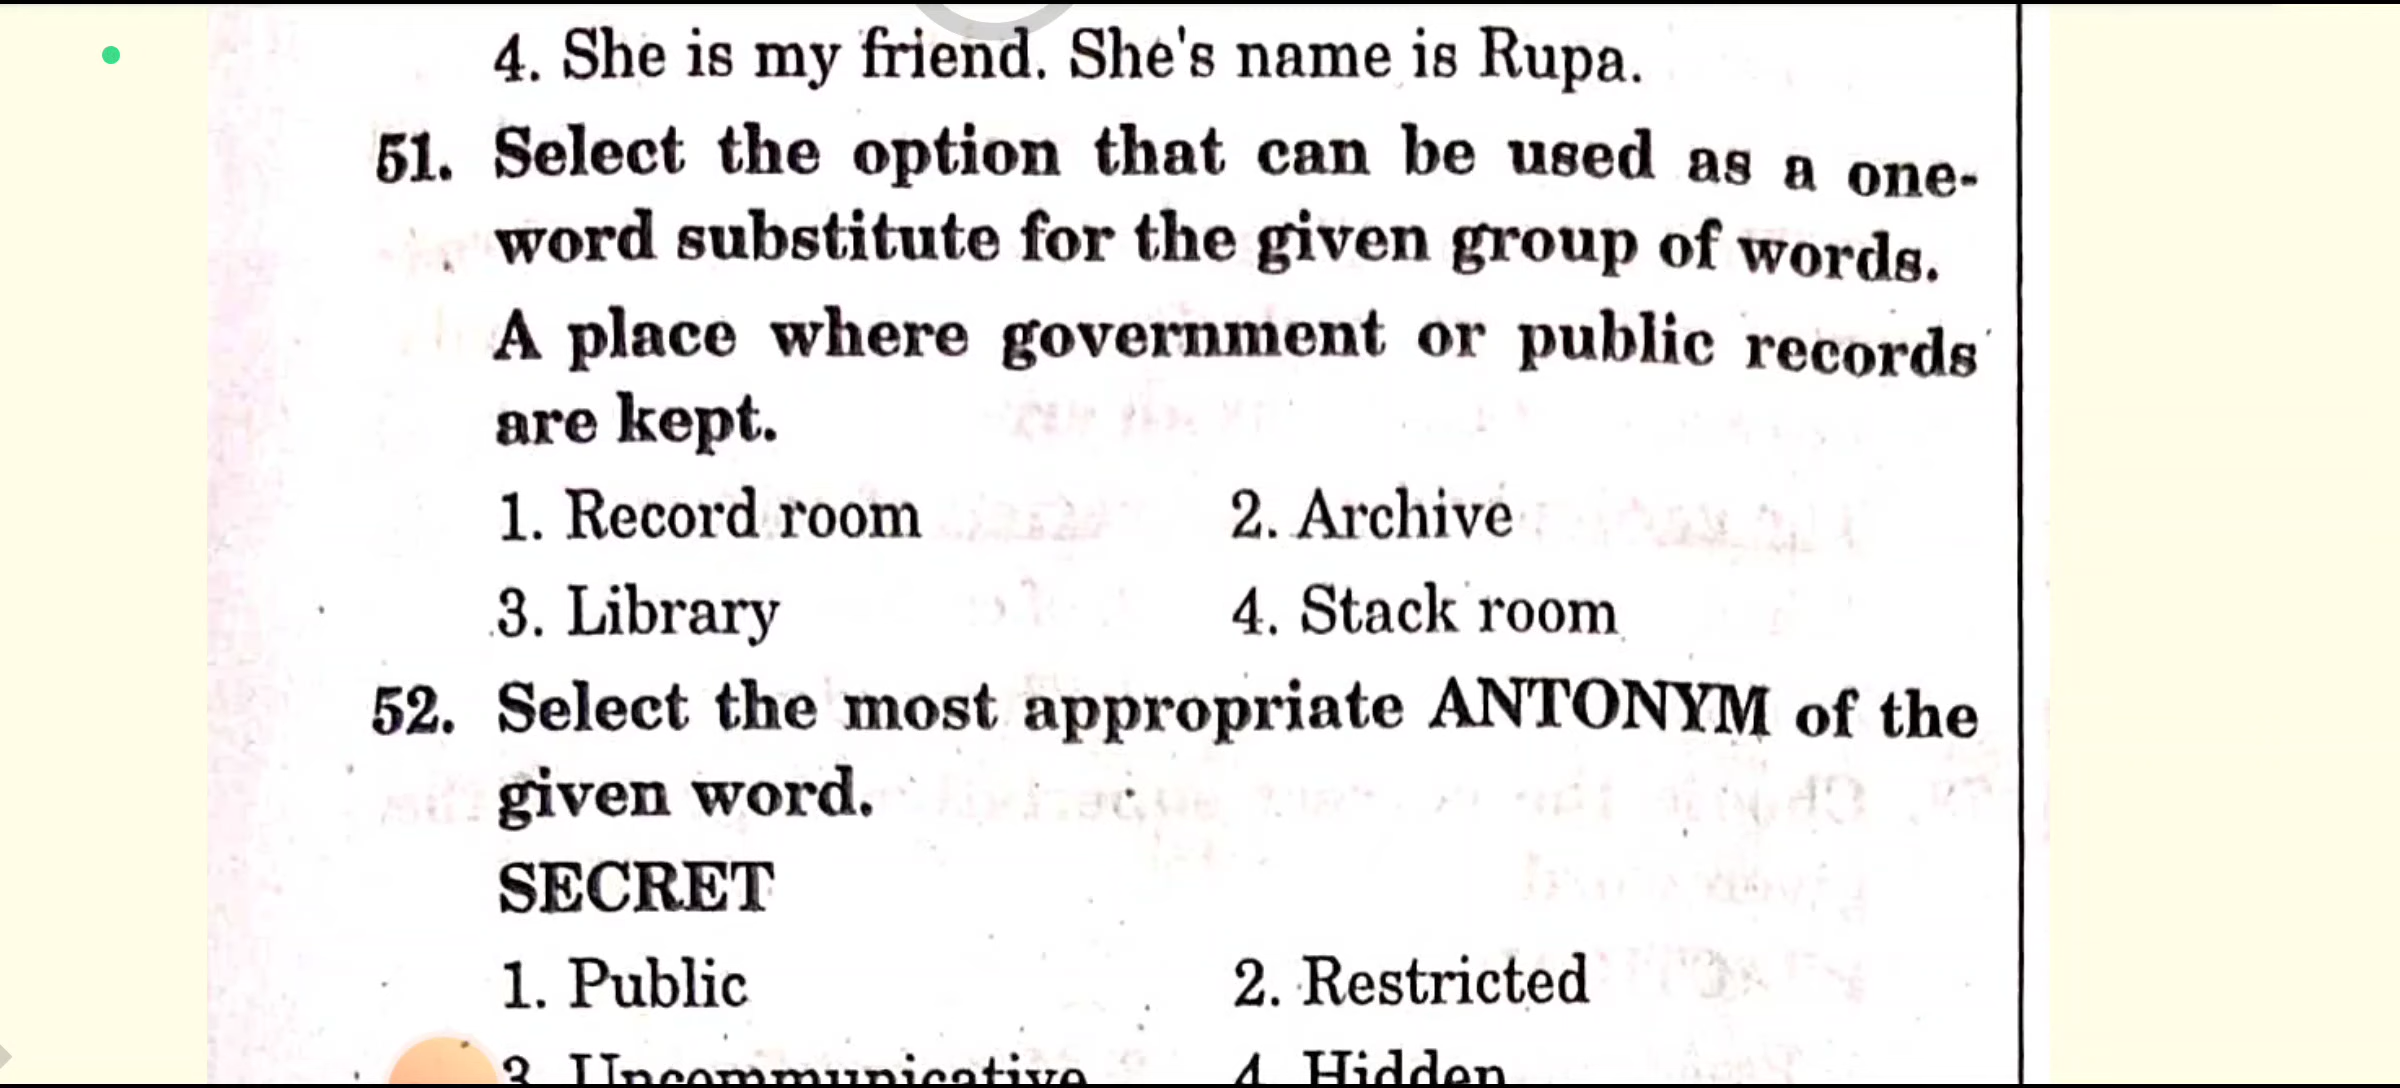 4. She is my friend. She's name is Rupa.
51. Select the option that can be used as a one-
word substitute for the given group of words.
A place where government or public records
are kept.
1. Record room 2. Archive
3. Library 4. Stack room
52. Select the most appropriate ANTONYM of the
given word.
SECRET
1. Public 2. Restricted
3. Uncommunicative 4. Hidden